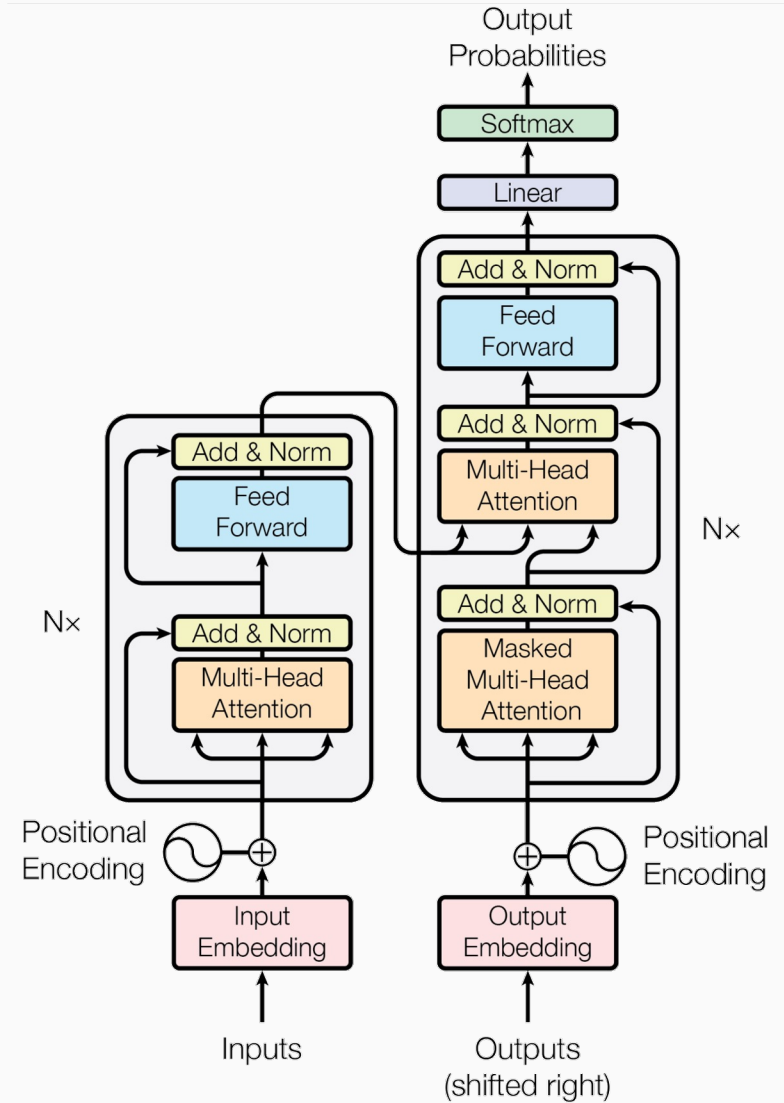 Output
Probabilities
Softmax
Linear
Add & Norm
Feed
Forward
Add & Norm
Multi-Head
Attention
Add & Norm
Masked
Multi-Head
Attention
N×
Add & Norm
Feed
Forward
Add & Norm
Multi-Head
Attention
N×
Positional
Encoding
Positional
Encoding
Input
Embedding
Output
Embedding
Inputs
Outputs
(shifted right)